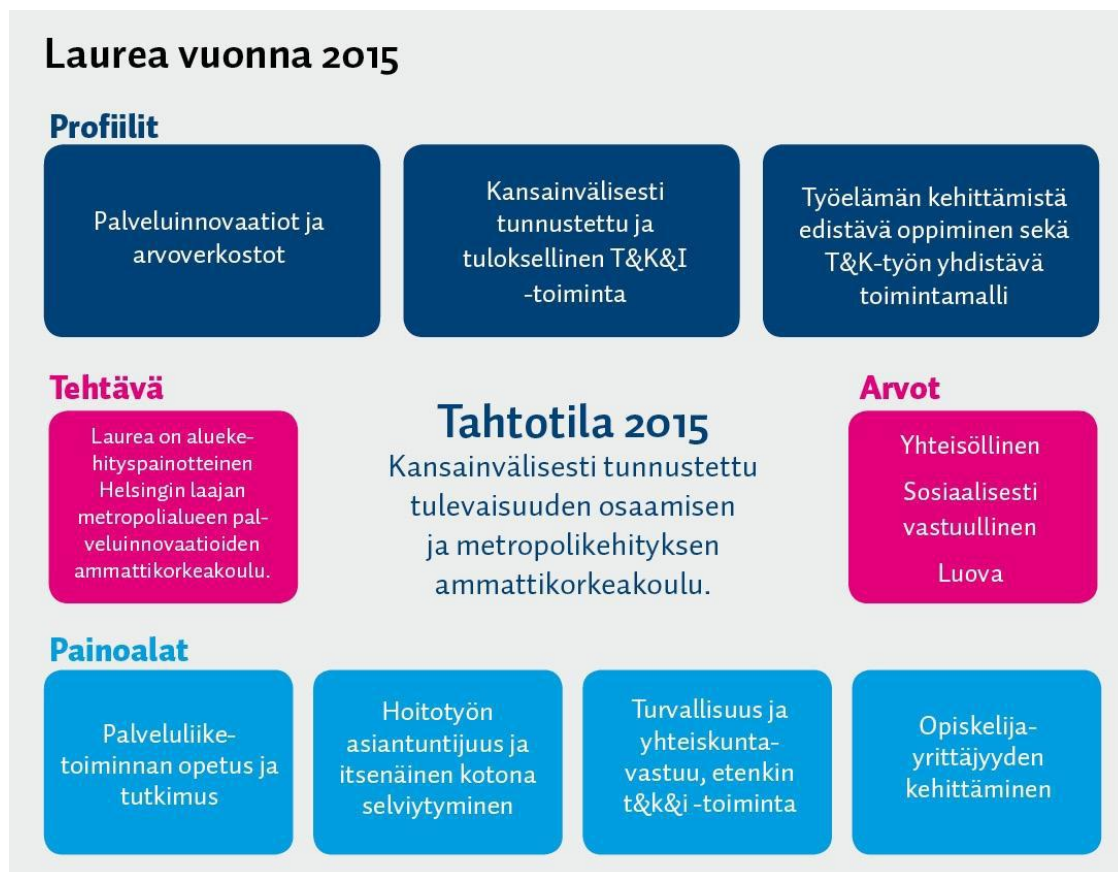 Laurea vuonna 2015
Profiilit
Palveluinnovaatiot ja
arvoverkostot
Kansainvälisesti
tunnustettu ja
tuloksellinen T&K&I
-toiminta
Työelämän kehittämistä
edistävä oppiminen sekä
T&K-työn yhdistävä
toimintamalli
Tehtävä
Laurea on alueke-
hityspainotteinen
Helsingin laajan
metropolialueen pal-
veluinnovaatioiden
ammattikorkeakoulu.
Tahtotila 2015
Kansainvälisesti tunnustettu
tulevaisuuden osaamisen
ja metropolikehityksen
ammattikorkeakoulu.
Arvot
Yhteisöllinen
Sosiaalisesti
vastuullinen
Luova
Painoalat
Palveluliike-
toiminnan opetus ja
tutkimus
Hoitotyön
asiantuntijuus ja
itsenäinen kotona
selviytyminen
Turvallisuus ja
yhteiskunta-
vastuu, etenkin
t&k&i -toiminta
Opiskelija-
yrittäjyyden
kehittäminen